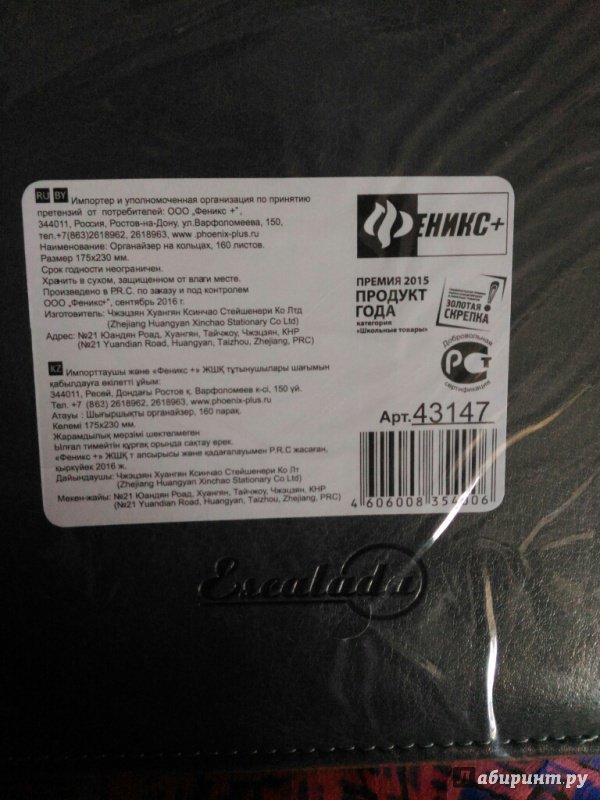 RU BY Импортер и уполномоченная организация по принятию
претензий от потребителей: ООО „Феникс +",
344011, Россия, Ростов-на-Дону, ул.Варфоломеева, 150,
тел.+7(863)2618962, 2618963, www .phoenix-plus.ru
Наименование: Органайзер на кольцах, 160 листов.
Размер 175х230 мм.
Срок годности неограничен.
Хранить в сухом, защищенном от влаги месте.
Произведено в P.R.C. по заказу и под контролем
ООО „Феникс+", сентябрь 2016 г.
Изготовитель: Чжэцзян Хуангян Ксинчао Стейшенери Ко Лтд
(Zhejiang Huangyan Xinchao Stationary Co Ltd)
Адрес: №21 Юандян Роад, Хуангян, Тайчжоу, Чжэцзян, КНР
(№21 Yuandian Road, Huangyan, Taizhou, Zhejiang, PRC)
KZ Импорттаушы және «Феникс +» ЖШҚ тұтынушылары шағымын
қабылдауға өкілетті ұйым:
344011, Ресей, Дондағы Ростов қ, Варфоломеев к-сі, 150 үй.
Тел. +7 (863) 2618962, 2618963, www.phoenix-plus.ru
Атауы : Шығыршықты органайзер, 160 парақ.
Көлемі 175х230 мм.
Жарамдылық мерзімі шектелмеген
Ылғал тимейтін құрғақ орында сақтау ерек.
«Феникс +» ЖШҚ т апсырысы және қадағалауымен P.R.C жасаған,
қыркүйек 2016 ж.
Дайындаушы: Чжэцзян Хуангян Ксинчао Стейшенери Ко Лт
(Zhejiang Huangyan Xinchao Stationary Co Ltd)
Мекен-жайы: №21 Юандян Роад, Хуангян, Тайчжоу, Чжэцзян, КНР
(№21 Yuandian Road, Huangyan, Taizhou, Zhejiang, PRC)
ФЕНИКС+
ПРЕМИЯ 2015
ПРОДУКТ
ГОДА
категория
«Школьные товары»
ЗОЛОТАЯ
СКРЕПКА
Добровольная
РСТ
сертификация
Арт.43147
4 606008 354006
Escalada
лабиринт.ру